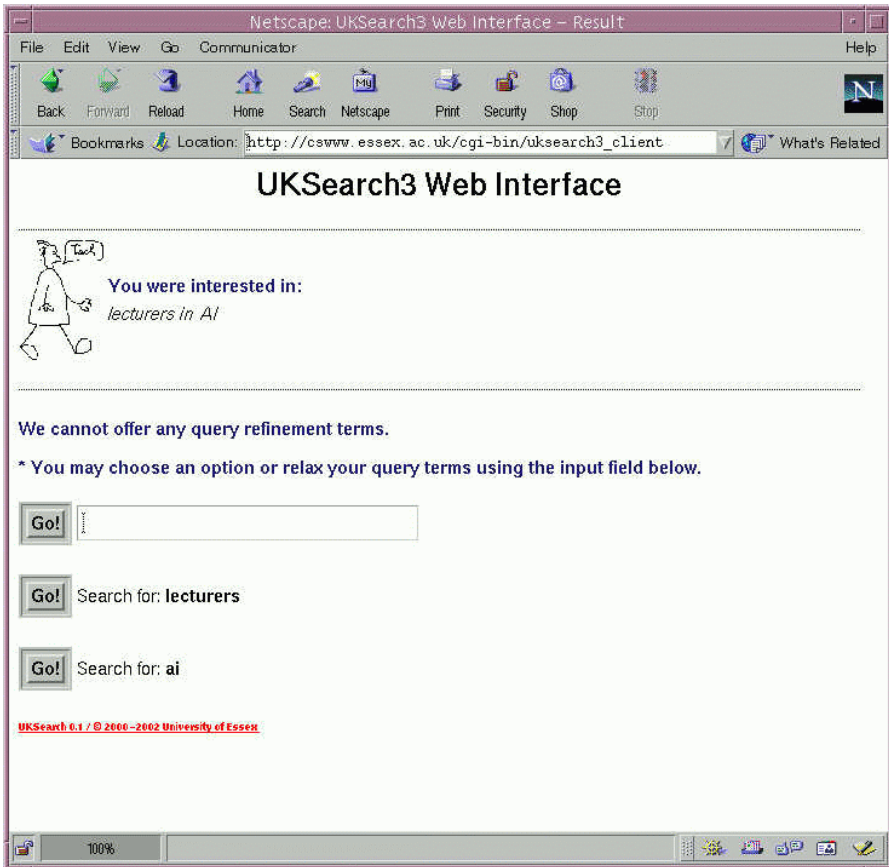 Netscape: UKSearch3 Web Interface – Result
File Edit View Go Communicator Help
Back Forward Reload Home Search Netscape Print Security Shop Stop
My
N
Bookmarks Location: http://cswww.essex.ac.uk/cgi-bin/uksearch3_client What's Related
UKSearch3 Web Interface
You were interested in:
lecturers in AI
We cannot offer any query refinement terms.
* You may choose an option or relax your query terms using the input field below.
Go!
Go! Search for: lecturers
Go! Search for: ai
UKSearch 0.1 / © 2000-2002 University of Essex
100%